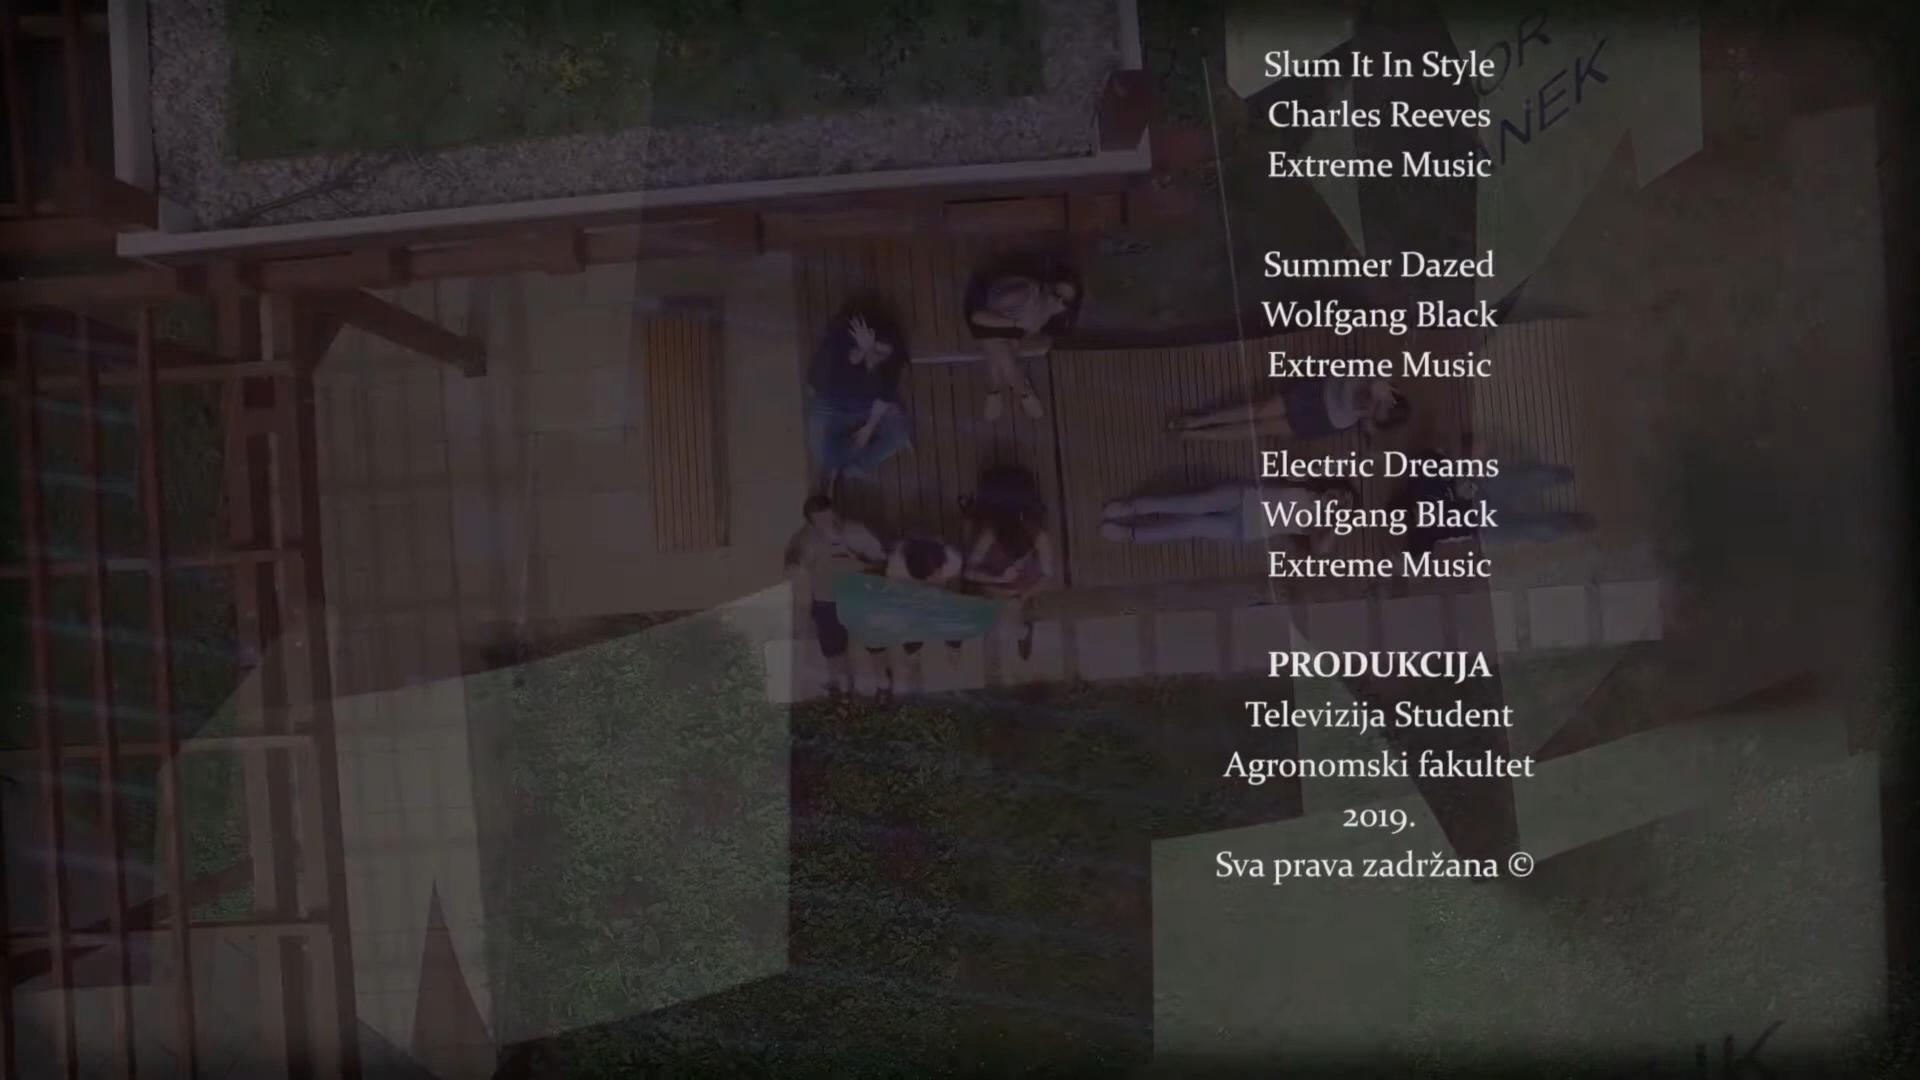 Slum It In Style
Charles Reeves
Extreme Music
Summer Dazed
Wolfgang Black
Extreme Music
Electric Dreams
Wolfgang Black
Extreme Music
PRODUKCIJA
Televizija Student
Agronomski fakultet
2019.
Sva prava zadržana ©